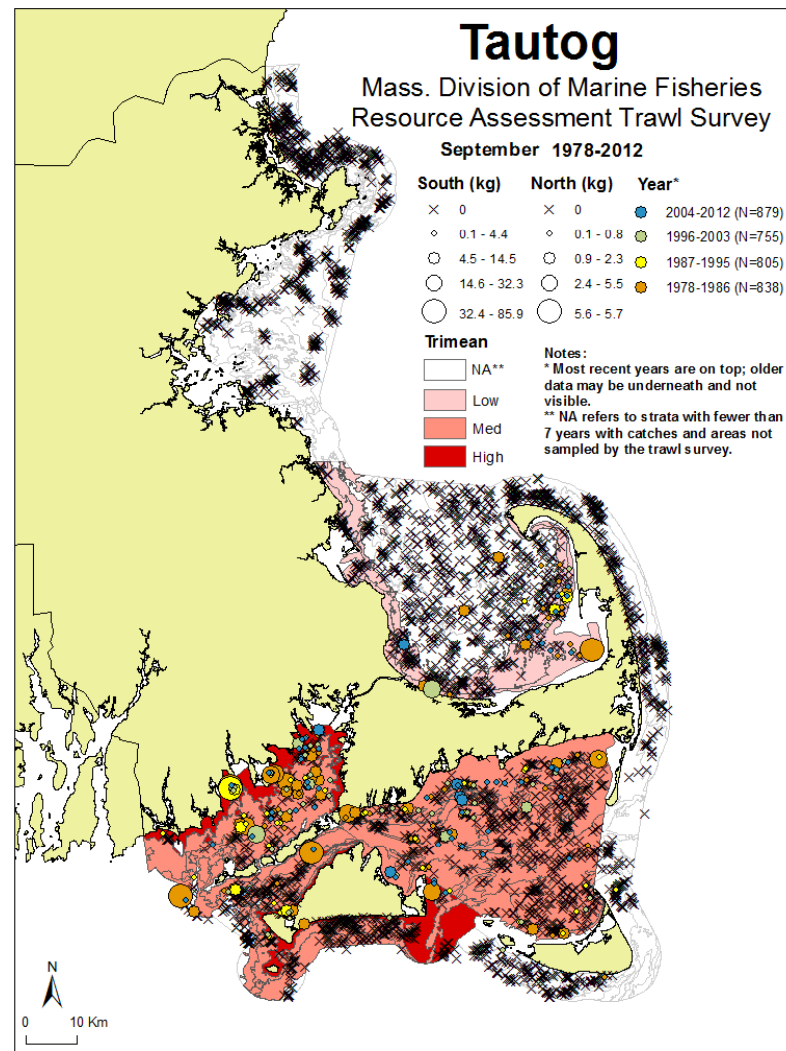 Tautog
Mass. Division of Marine Fisheries
Resource Assessment Trawl Survey
September 1978-2012
South (kg) North (kg) Year*
0 0 2004-2012 (N=879)
0.1 - 4.4 0.1 - 0.8 1996-2003 (N=755)
4.5 - 14.5 0.9 - 2.3 1987-1995 (N=805)
14.6 - 32.3 2.4 - 5.5 1978-1986 (N=838)
32.4 - 85.9 5.6 - 5.7
Trimean
NA**
Low
Med
High
Notes:
* Most recent years are on top; older
data may be underneath and not
visible.
** NA refers to strata with fewer than
7 years with catches and areas not
sampled by the trawl survey.
N
0 10 Km